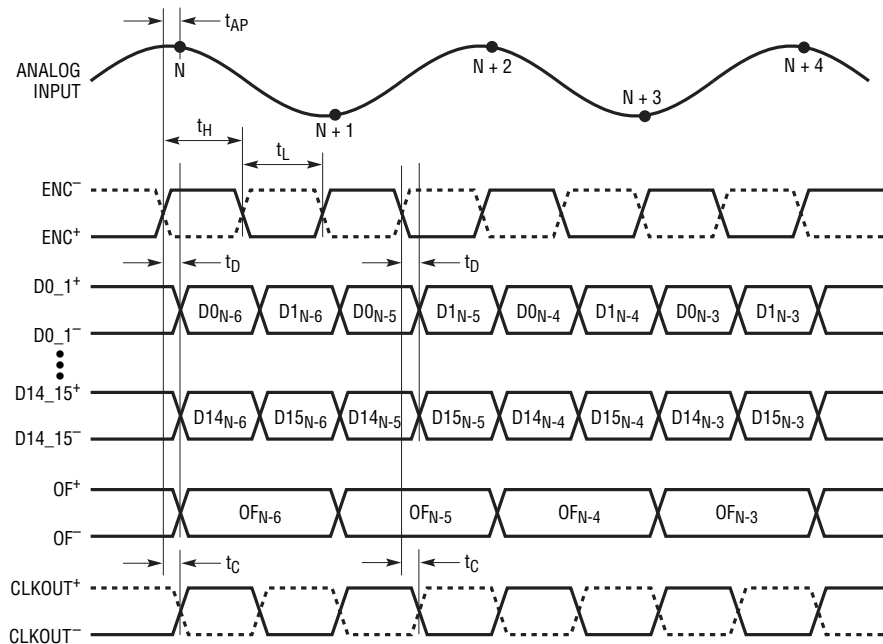 tAP
ANALOG
INPUT
N
N + 1
N + 2
N + 3
N + 4
tH
tL
ENC–
ENC+
tD
tD
D0_1+
D0_1–
D0N-6
D1N-6
D0N-5
D1N-5
D0N-4
D1N-4
D0N-3
D1N-3
D14_15+
D14_15–
D14N-6
D15N-6
D14N-5
D15N-5
D14N-4
D15N-4
D14N-3
D15N-3
OF+
OF–
OFN-6
OFN-5
OFN-4
OFN-3
tC
tC
CLKOUT+
CLKOUT–